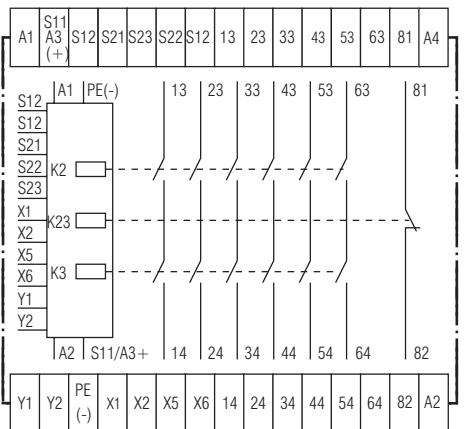 A1 S11 A3 (+) S12 S21 S23 S22 S12 13 23 33 43 53 63 81 A4
A1 PE(-) 13 23 33 43 53 63 81
S12
S12
S21
S22 K2
S23
X1
K23
X2
X5
X6 K3
Y1
Y2
A2 S11/A3+ 14 24 34 44 54 64 82
Y1 Y2 PE (-) X1 X2 X5 X6 14 24 34 44 54 64 82 A2